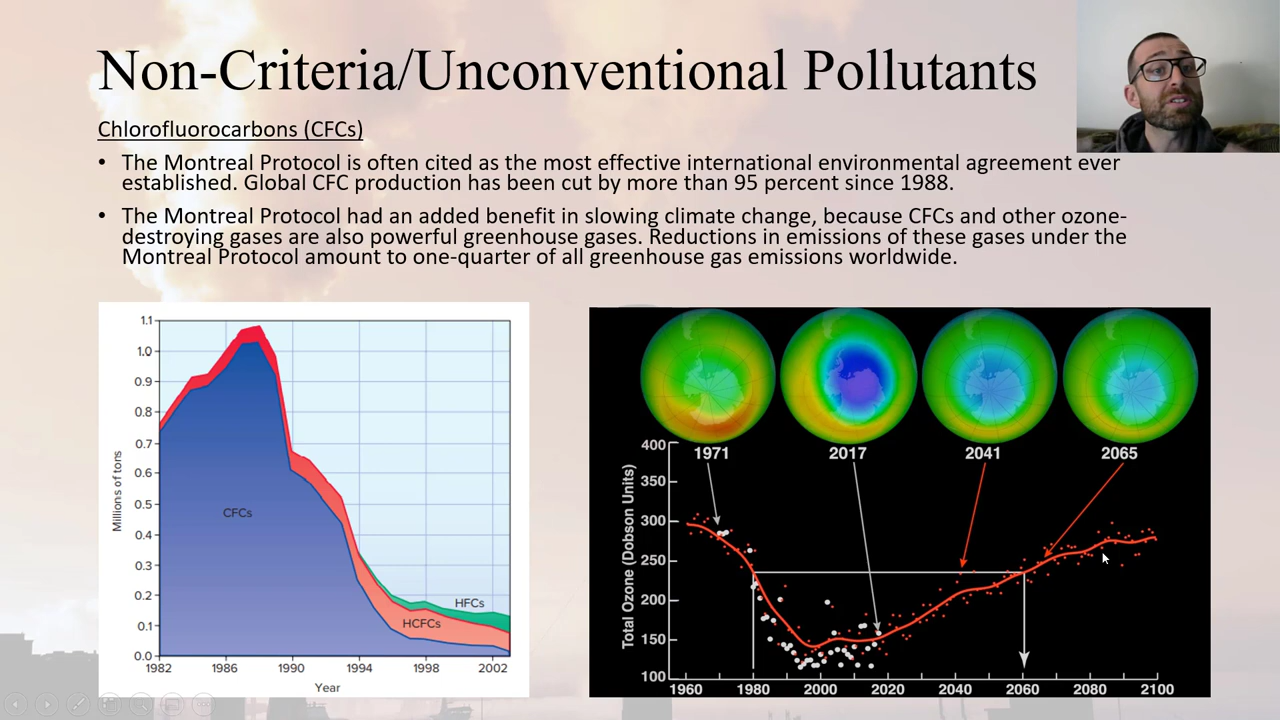 Non-Criteria/Unconventional Pollutants
Chlorofluorocarbons (CFCs)
• The Montreal Protocol is often cited as the most effective international environmental agreement ever
established. Global CFC production has been cut by more than 95 percent since 1988.
• The Montreal Protocol had an added benefit in slowing climate change, because CFCs and other ozone-
destroying gases are also powerful greenhouse gases. Reductions in emissions of these gases under the
Montreal Protocol amount to one-quarter of all greenhouse gas emissions worldwide.
Millions of tons
1.1
1.0
0.9
0.8
0.7
0.6
0.5
0.4
0.3
0.2
0.1
0.0
CFCs
HFCs
HCFCs
1982 1986 1990 1994 1998 2002
Year
1971 2017 2041 2065
Total Ozone (Dobson Units)
400
300
250
200
150
100
1960 1980 2000 2020 2040 2060 2080 2100